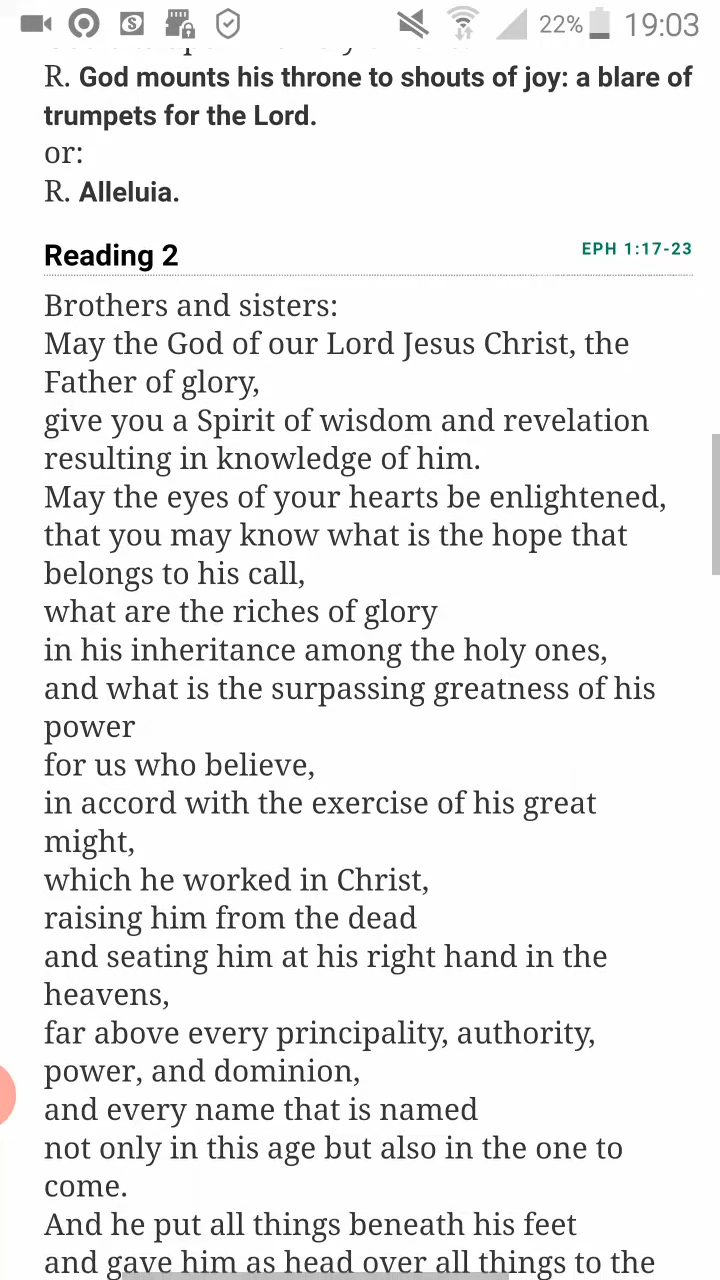 22% 19:03
R. God mounts his throne to shouts of joy: a blare of
trumpets for the Lord.
or:
R. Alleluia.
Reading 2 EPH 1:17-23
Brothers and sisters:
May the God of our Lord Jesus Christ, the
Father of glory,
give you a Spirit of wisdom and revelation
resulting in knowledge of him.
May the eyes of your hearts be enlightened,
that you may know what is the hope that
belongs to his call,
what are the riches of glory
in his inheritance among the holy ones,
and what is the surpassing greatness of his
power
for us who believe,
in accord with the exercise of his great
might,
which he worked in Christ,
raising him from the dead
and seating him at his right hand in the
heavens,
far above every principality, authority,
power, and dominion,
and every name that is named
not only in this age but also in the one to
come.
And he put all things beneath his feet
and gave him as head over all things to the